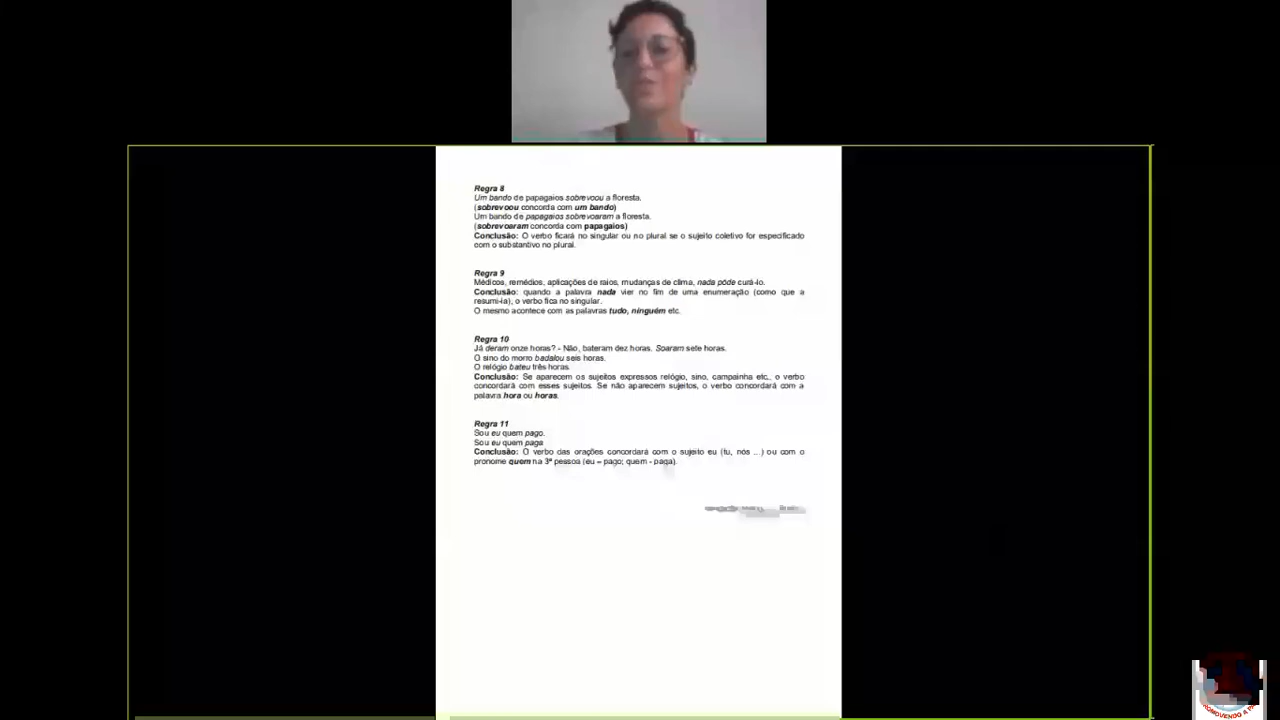 Regra 8
Um bando de papagaios sobrevoou a floresta.
(sobrevoou concorda com um bando)
Um bando de papagaios sobrevoaram a floresta.
(sobrevoaram concorda com papagaios)
Conclusão: O verbo ficará no singular ou no plural se o sujeito coletivo for especificado
com o substantivo no plural.
Regra 9
Médicos, remédios, aplicações de raios, mudanças de clima, nada pôde curá-lo.
Conclusão: quando a palavra nada vier no fim de uma enumeração (como que a
resumi-la), o verbo fica no singular.
O mesmo acontece com as palavras tudo, ninguém etc.
Regra 10
Já deram onze horas? - Não, bateram dez horas. Soaram sete horas.
O sino do morro badalou seis horas.
O relógio bateu três horas.
Conclusão: Se aparecem os sujeitos expressos relógio, sino, campainha etc., o verbo
concordará com esses sujeitos. Se não aparecem sujeitos, o verbo concordará com a
palavra hora ou horas.
Regra 11
Sou eu quem pago.
Sou eu quem paga
Conclusão: O verbo das orações concordará com o sujeito eu (tu, nós ...) ou com o
pronome quem na 3ª pessoa (eu – pago; quem - paga).